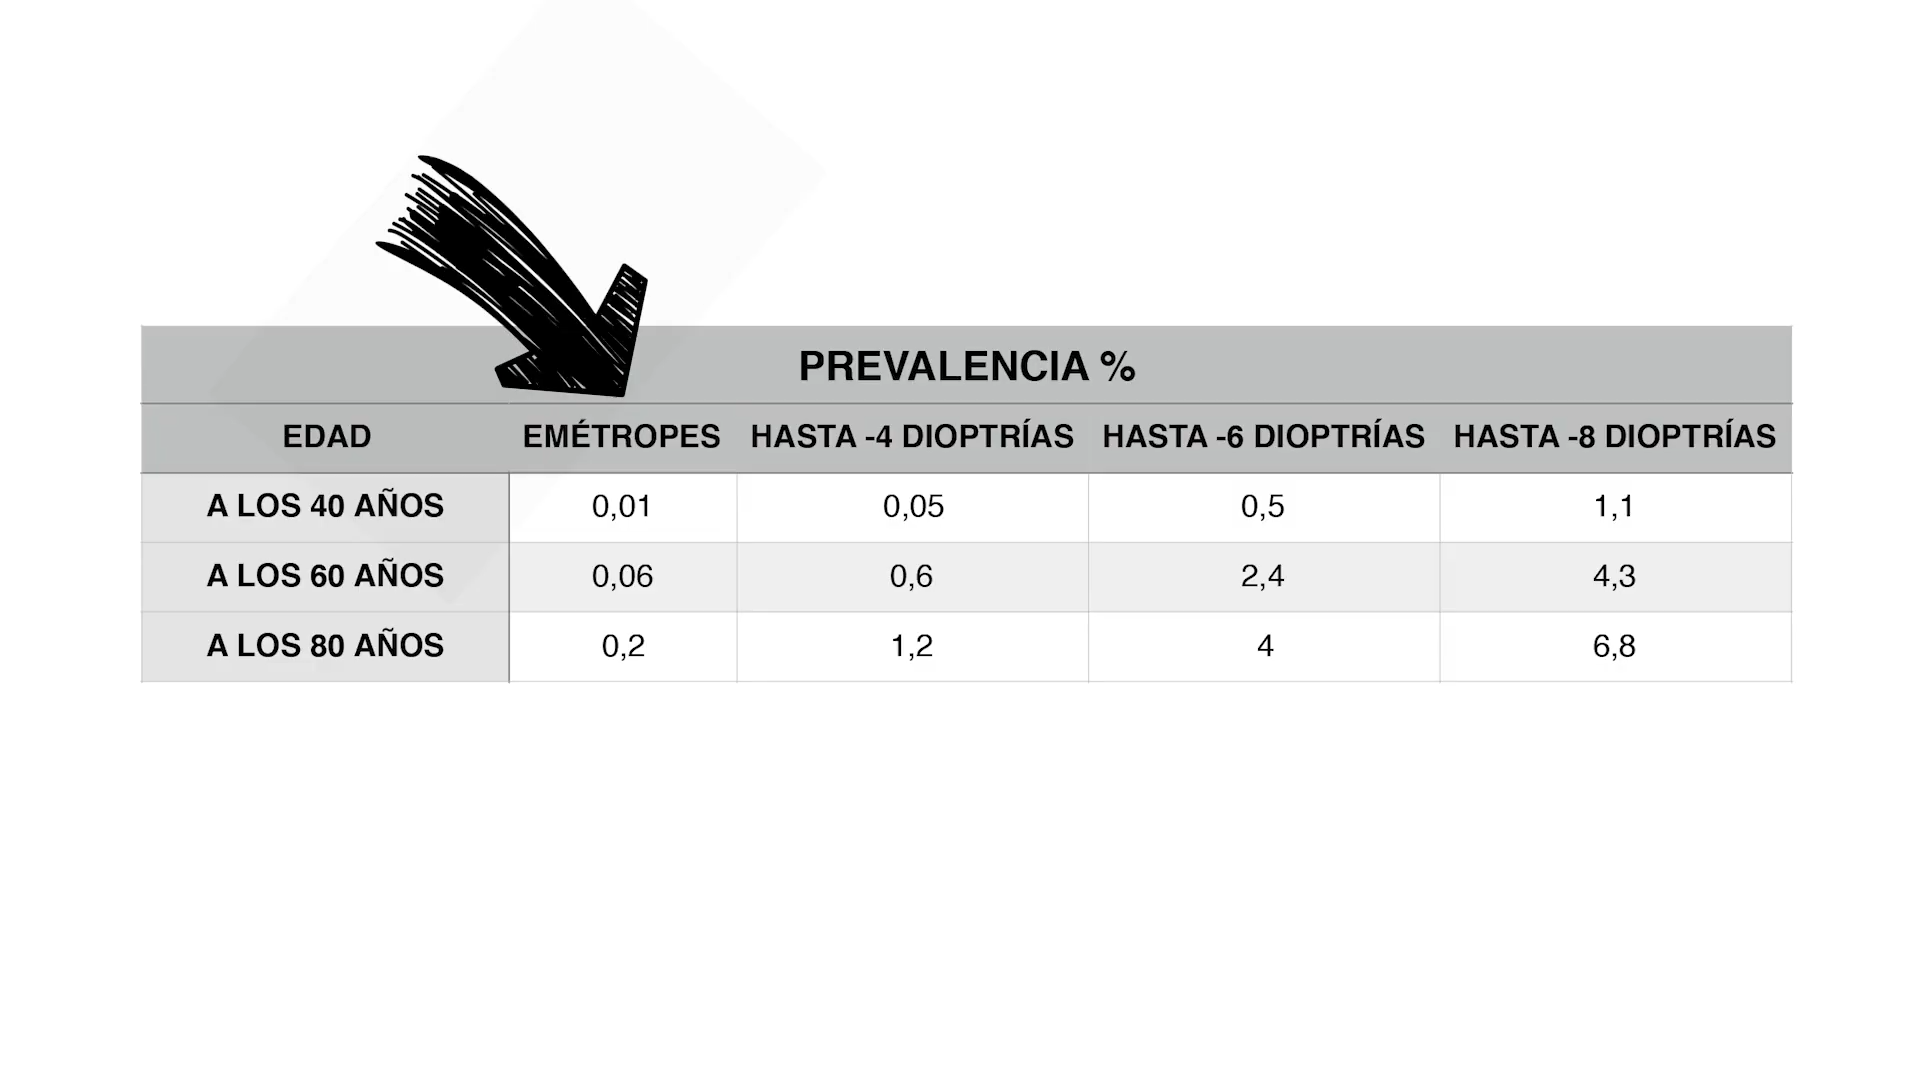 PREVALENCIA %
EDAD EMÉTROPES HASTA -4 DIOPTRÍAS HASTA -6 DIOPTRÍAS HASTA -8 DIOPTRÍAS
A LOS 40 AÑOS 0,01 0,05 0,5 1,1
A LOS 60 AÑOS 0,06 0,6 2,4 4,3
A LOS 80 AÑOS 0,2 1,2 4 6,8